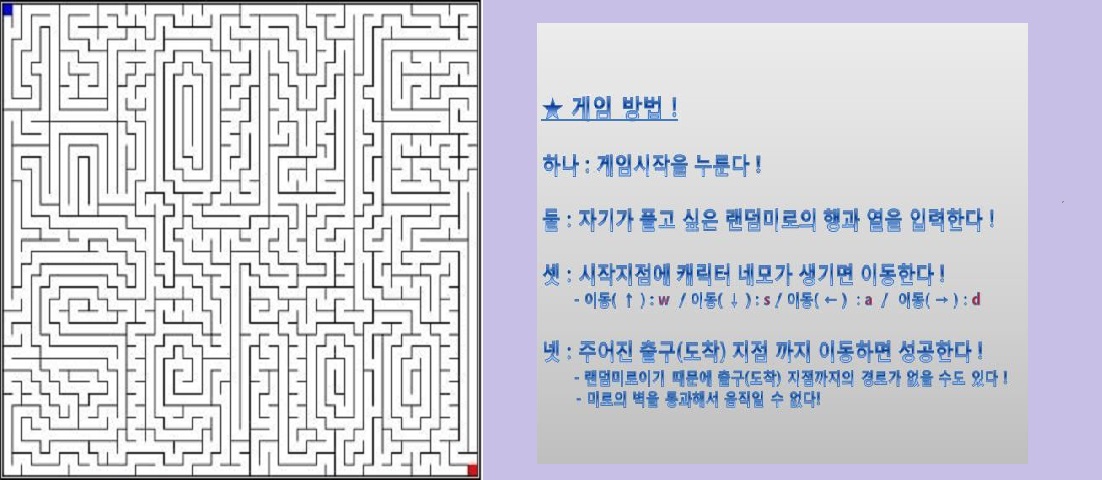 ★ 게임 방법 !
하나 : 게임시작을 누룬다 !
둘 : 자기가 풀고 싶은 랜덤미로의 행과 열을 입력한다 !
셋 : 시작지점에 캐릭터 네모가 생기면 이동한다 !
- 이동( ↑ ) : w / 이동( ↓ ) : s / 이동( ← ) : a / 이동( → ) : d
넷 : 주어진 출구(도착) 지점 까지 이동하면 성공한다 !
- 랜덤미로이기 때문에 출구(도착) 지점까지의 경로가 없을 수도 있다 !
- 미로의 벽을 통과해서 움직일 수 없다!